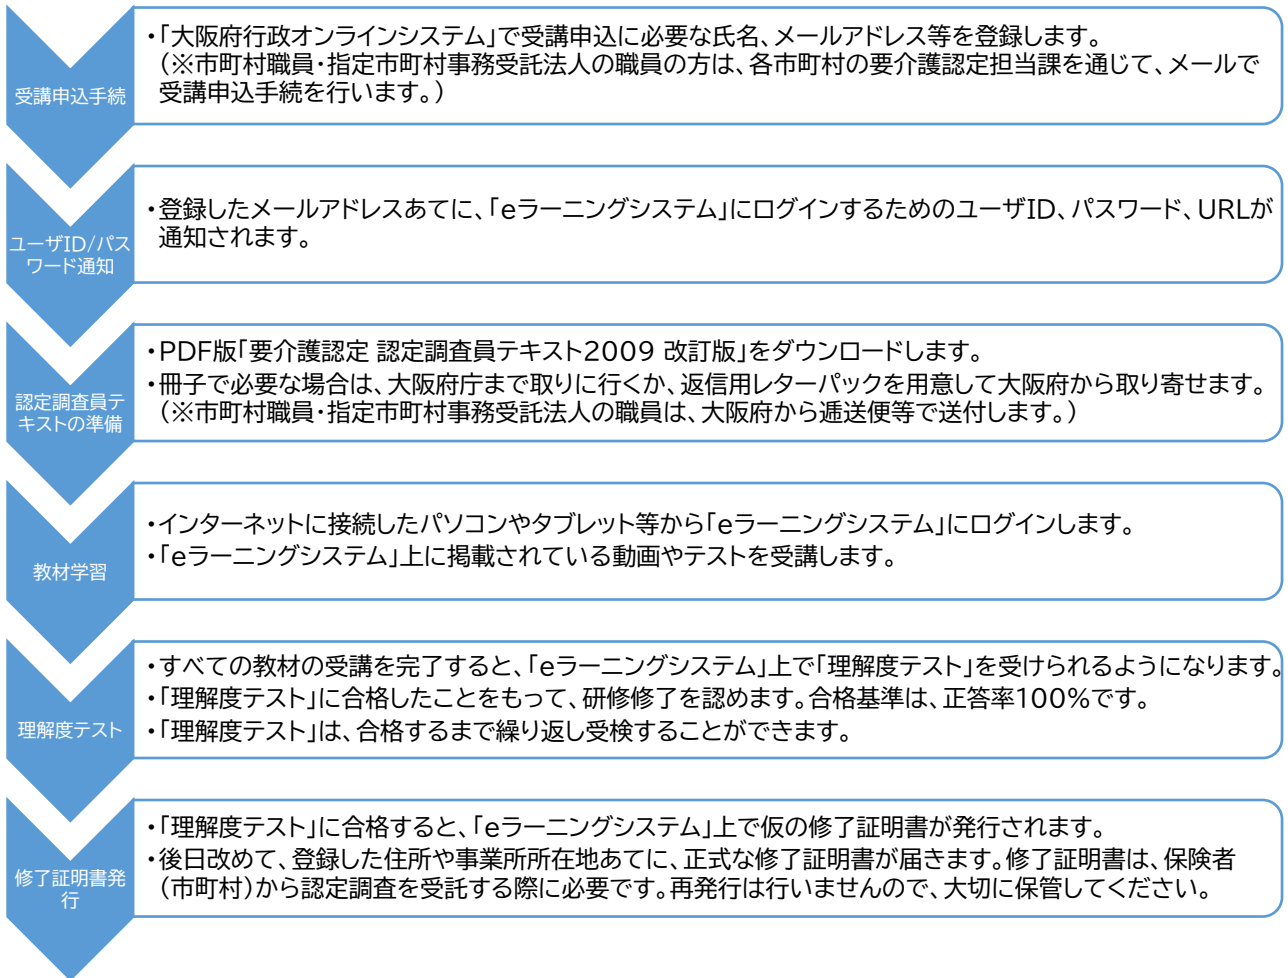 受講申込手続
・「大阪府行政オンラインシステム」で受講申込に必要な氏名、メールアドレス等を登録します。
(※市町村職員・指定市町村事務受託法人の職員の方は、各市町村の要介護認定担当課を通じて、メールで
受講申込手続を行います。)
ユーザID/パス
ワード通知
・登録したメールアドレスあてに、「eラーニングシステム」にログインするためのユーザID、パスワード、URLが
通知されます。
認定調査員テ
キストの準備
・PDF版「要介護認定 認定調査員テキスト2009 改訂版」をダウンロードします。
・冊子で必要な場合は、大阪府庁まで取りに行くか、返信用レターパックを用意して大阪府から取り寄せます。
(※市町村職員・指定市町村事務受託法人の職員は、大阪府から逓送便等で送付します。)
教材学習
・インターネットに接続したパソコンやタブレット等から「eラーニングシステム」にログインします。
・「eラーニングシステム」上に掲載されている動画やテストを受講します。
理解度テスト
・すべての教材の受講を完了すると、「eラーニングシステム」上で「理解度テスト」を受けられるようになります。
・「理解度テスト」に合格したことをもって、研修修了を認めます。合格基準は、正答率100%です。
・「理解度テスト」は、合格するまで繰り返し受検することができます。
修了証明書発
行
・「理解度テスト」に合格すると、「eラーニングシステム」上で仮の修了証明書が発行されます。
・後日改めて、登録した住所や事業所所在地あてに、正式な修了証明書が届きます。修了証明書は、保険者
(市町村)から認定調査を受託する際に必要です。再発行は行いませんので、大切に保管してください。